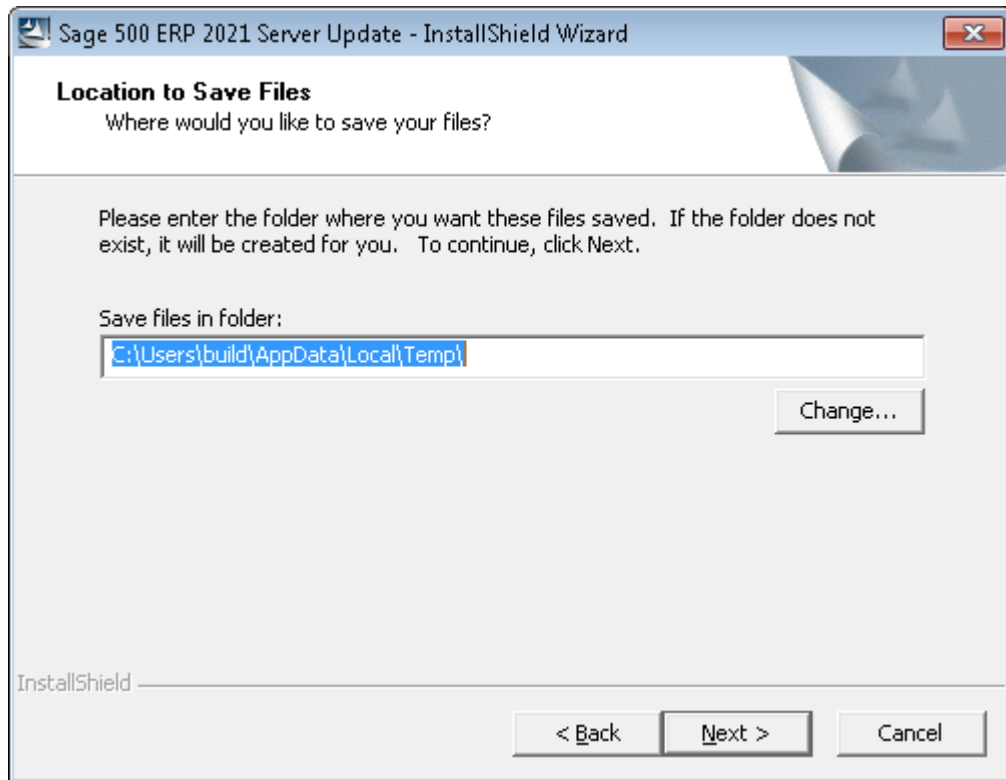 Sage 500 ERP 2021 Server Update - InstallShield Wizard
Location to Save Files
Where would you like to save your files?
Please enter the folder where you want these files saved.  If the folder does not
exist, it will be created for you.   To continue, click Next.
Save files in folder:
C:\Users\build\AppData\Local\Temp\
Change...
InstallShield
< Back
Next >
Cancel